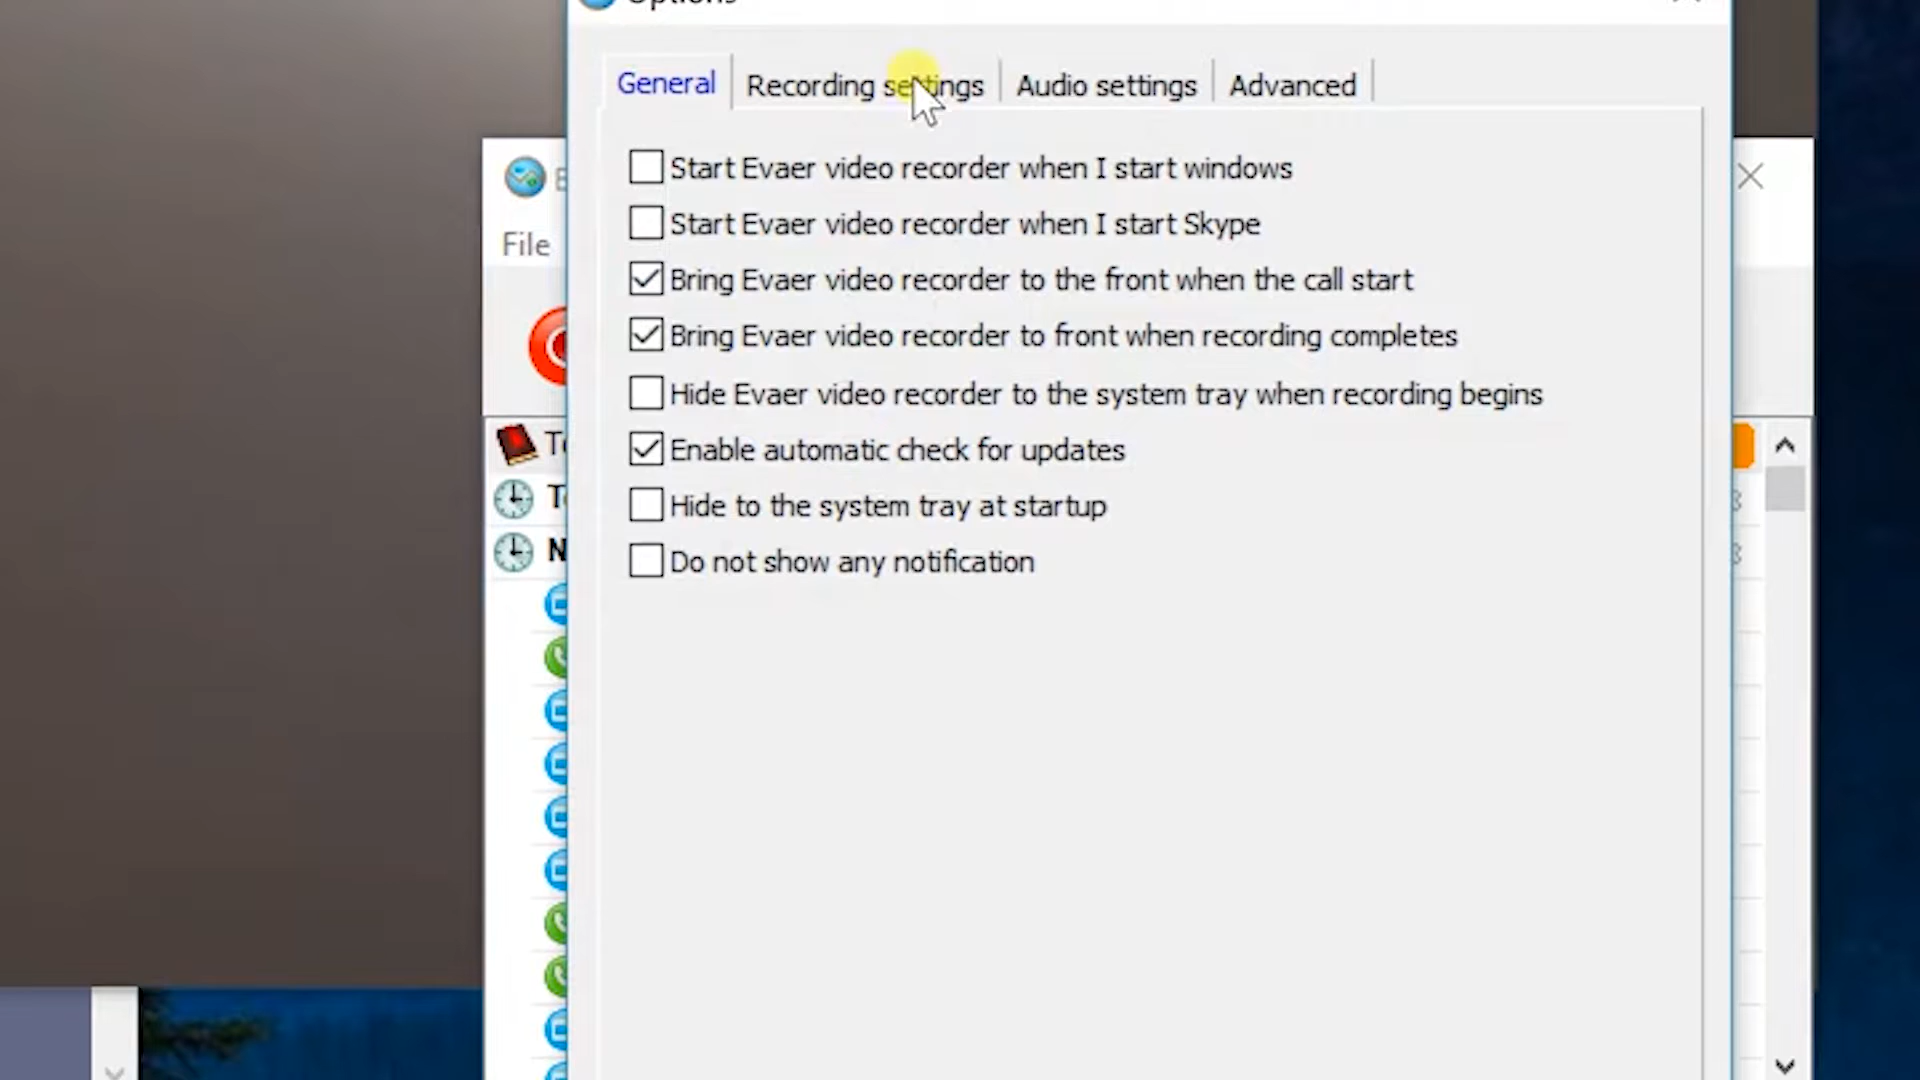 Options
General
Recording settings
Audio settings
Advanced
File
Start Evaer video recorder when I start windows
Start Evaer video recorder when I start Skype
Bring Evaer video recorder to the front when the call start
Bring Evaer video recorder to front when recording completes
Hide Evaer video recorder to the system tray when recording begins
Enable automatic check for updates
Hide to the system tray at startup
Do not show any notification